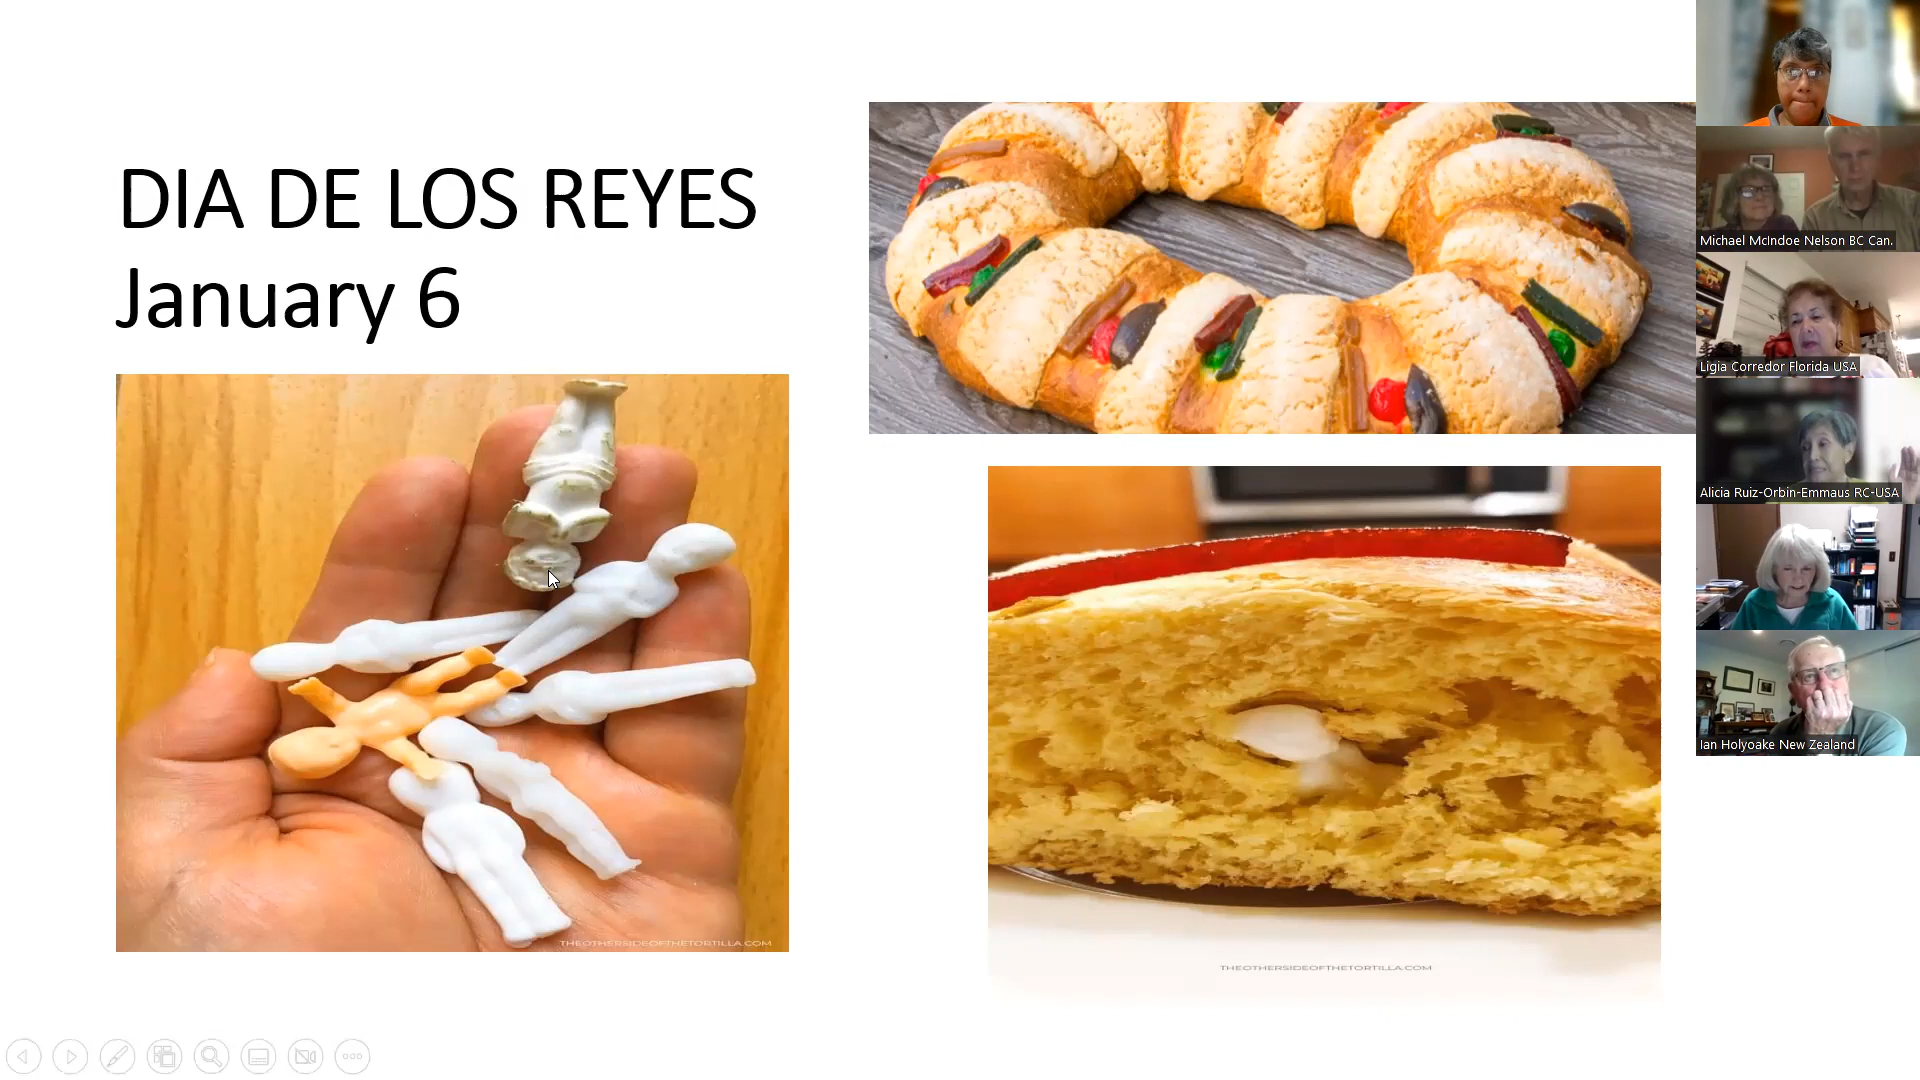 DIA DE LOS REYES
January 6
THEOTHERSIDEOFTHETORTILLA.COM
THEOTHERSIDEOFTHETORTILLA.COM
Michael McIndoe Nelson BC Can.
Ligia Corredor Florida USA
Alicia Ruiz-Orbin-Emmaus RC-USA
Ian Holyoake New Zealand